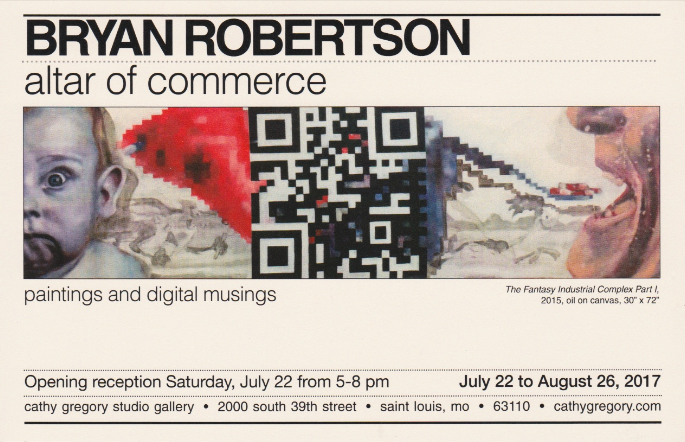 BRYAN ROBERTSON
altar of commerce
paintings and digital musings
The Fantasy Industrial Complex Part I,
2015, oil on canvas, 30" x 72"
Opening reception Saturday, July 22 from 5-8 pm
July 22 to August 26, 2017
cathy gregory studio gallery • 2000 south 39th street • saint louis, mo • 63110 • cathygregory.com